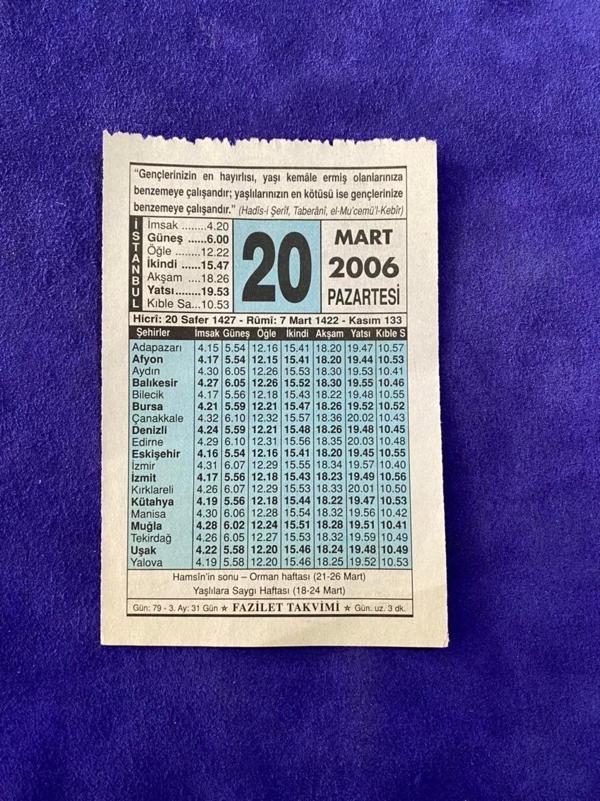 "Gençlerinizin en hayırlısı, yaşı kemâle ermiş olanlarınıza
benzemeye çalışandır; yaşlılarınızın en kötüsü ise gençlerinize
benzemeye çalışandır." (Hadîs-i Şerîf, Taberânî, el-Mu'cemü'l-Kebîr)
İSTANBUL
İmsak ........4.20
Güneş ......6.00
Öğle .......12.22
İkindi ......15.47
Akşam ....18.26
Yatsı........19.53
Kıble Sa...10.53
20
MART
2006
PAZARTESİ
Hicrî: 20 Safer 1427 - Rûmî: 7 Mart 1422 - Kasım 133
Şehirler İmsak Güneş Öğle İkindi Akşam Yatsı Kıble S
Adapazarı 4.15 5.54 12.16 15.41 18.20 19.47 10.57
Afyon 4.17 5.54 12.15 15.41 18.20 19.44 10.53
Aydın 4.30 6.05 12.26 15.53 18.30 19.53 10.41
Balıkesir 4.27 6.05 12.26 15.52 18.30 19.55 10.46
Bilecik 4.17 5.56 12.18 15.43 18.22 19.48 10.55
Bursa 4.21 5.59 12.21 15.47 18.26 19.52 10.52
Çanakkale 4.32 6.10 12.32 15.57 18.36 20.02 10.43
Denizli 4.24 5.59 12.21 15.48 18.26 19.48 10.45
Edirne 4.29 6.10 12.31 15.56 18.35 20.03 10.48
Eskişehir 4.16 5.54 12.16 15.41 18.20 19.45 10.55
İzmir 4.31 6.07 12.29 15.55 18.34 19.57 10.40
İzmit 4.17 5.56 12.18 15.43 18.23 19.49 10.56
Kırklareli 4.26 6.07 12.29 15.53 18.33 20.01 10.50
Kütahya 4.19 5.56 12.18 15.44 18.22 19.47 10.53
Manisa 4.30 6.06 12.28 15.54 18.32 19.56 10.42
Muğla 4.28 6.02 12.24 15.51 18.28 19.51 10.41
Tekirdağ 4.26 6.05 12.27 15.53 18.32 19.59 10.49
Uşak 4.22 5.58 12.20 15.46 18.24 19.48 10.49
Yalova 4.19 5.58 12.20 15.46 18.25 19.52 10.53
Hamsîn'in sonu – Orman haftası (21-26 Mart)
Yaşlılara Saygı Haftası (18-24 Mart)
Gün: 79 - 3. Ay: 31 Gün ★ FAZİLET TAKVİMİ ★ Gün. uz. 3 dk.